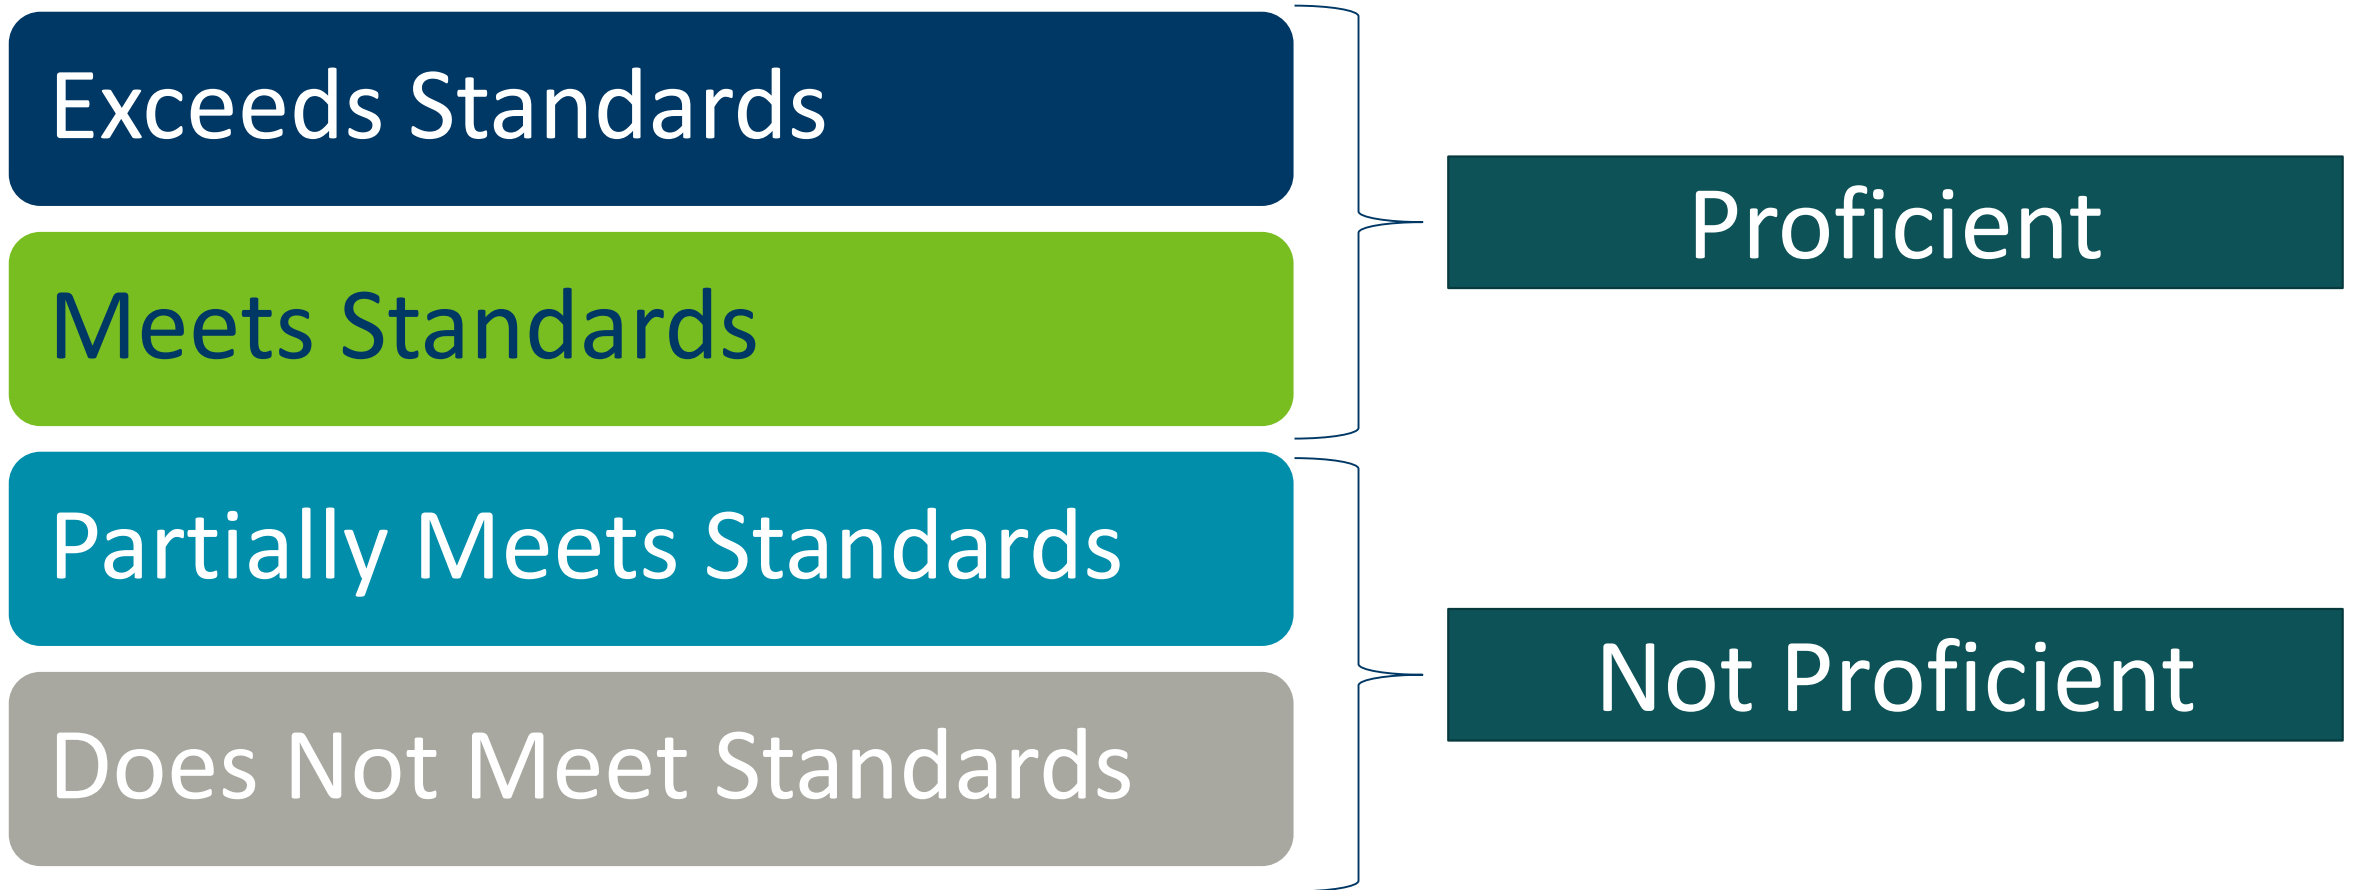 Exceeds Standards
Meets Standards
Proficient
Partially Meets Standards
Does Not Meet Standards
Not Proficient